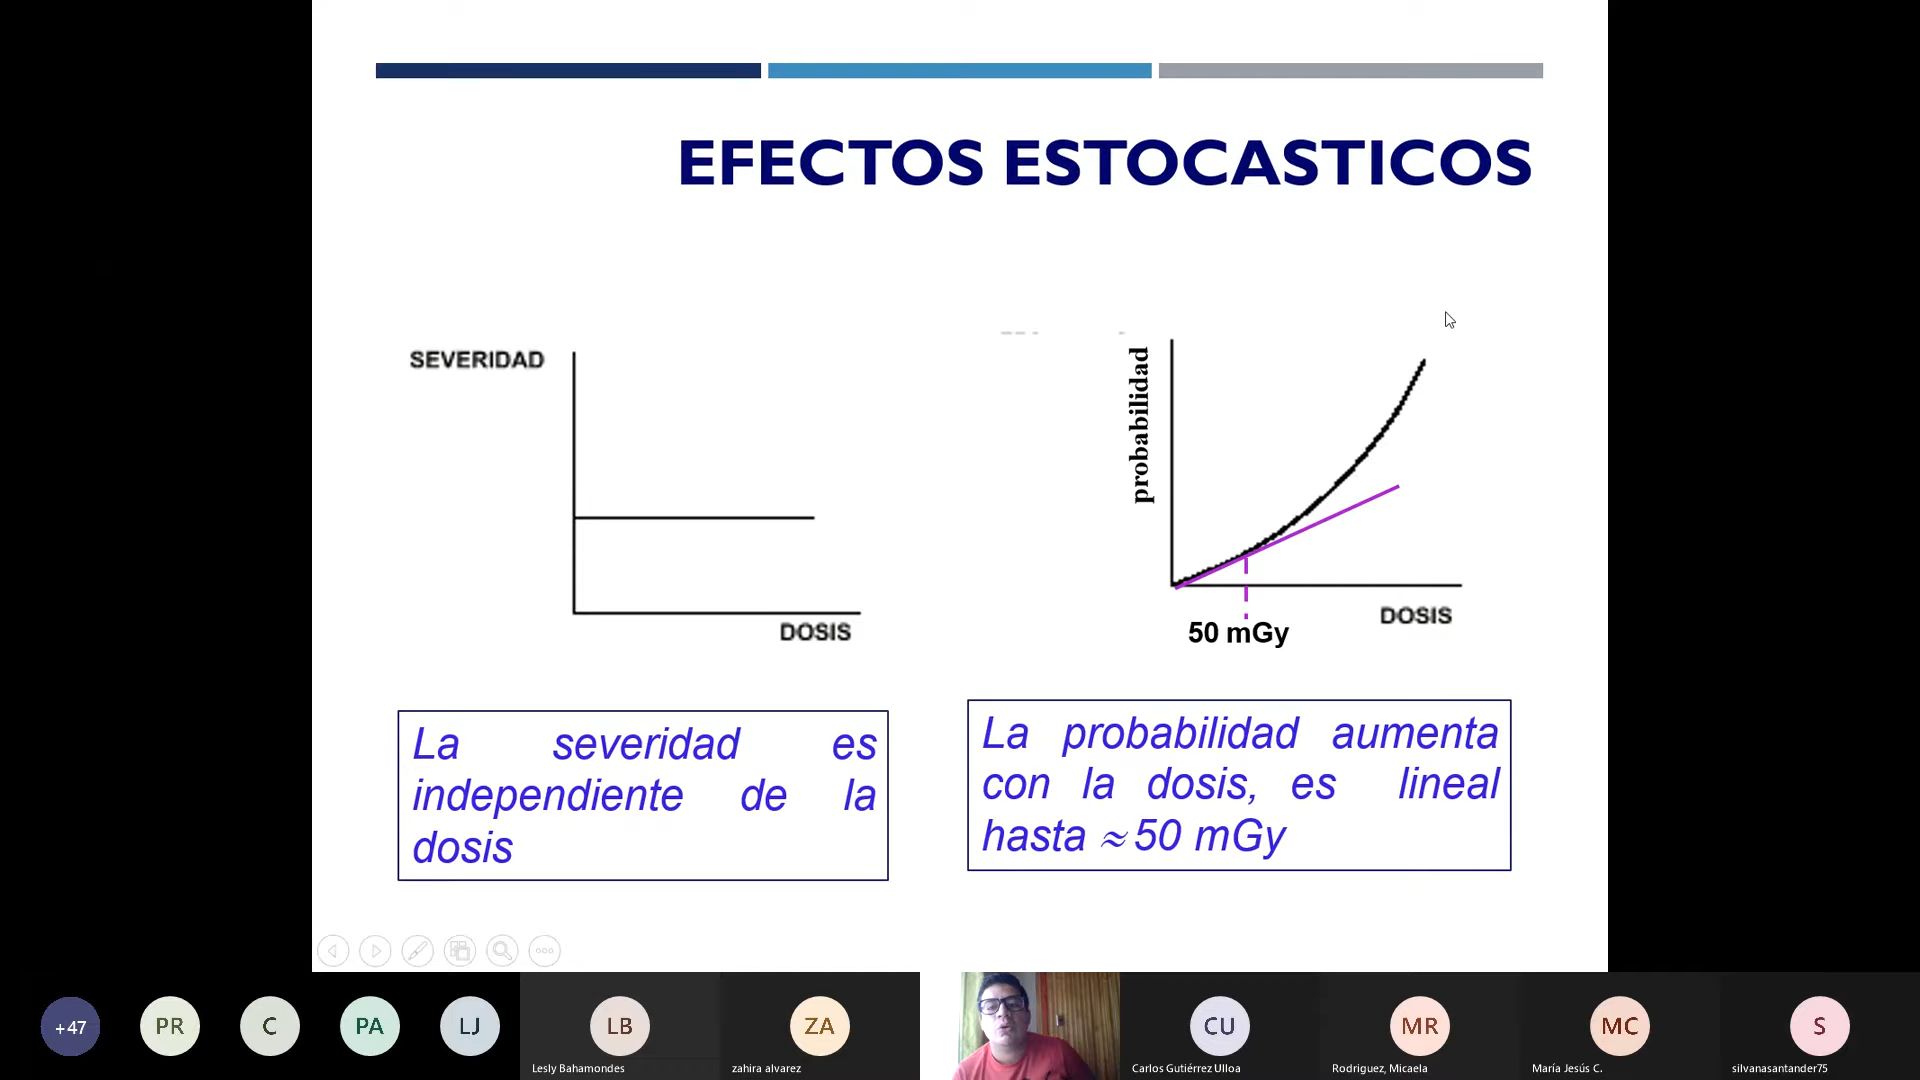 EFECTOS ESTOCASTICOS
SEVERIDAD
DOSIS
probabilidad
50 mGy
DOSIS
La severidad es
independiente de la
dosis
La probabilidad aumenta
con la dosis, es lineal
hasta ≈ 50 mGy
+47
PR
C
PA
LJ
LB
Lesly Bahamondes
ZA
zahira alvarez
CU
Carlos Gutiérrez Ulloa
MR
Rodriguez, Micaela
MC
María Jesús C.
S
silvanasantander75